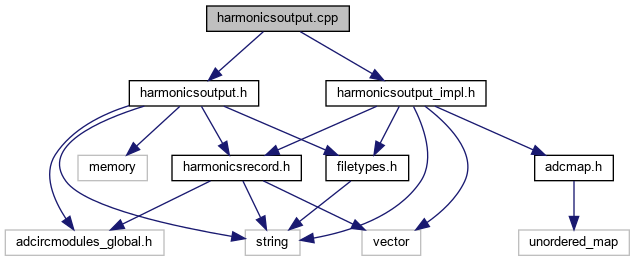 harmonicsoutput.cpp
harmonicsoutput.h
harmonicsoutput_impl.h
memory
harmonicsrecord.h
filetypes.h
adcmap.h
adcircmodules_global.h
string
vector
unordered_map